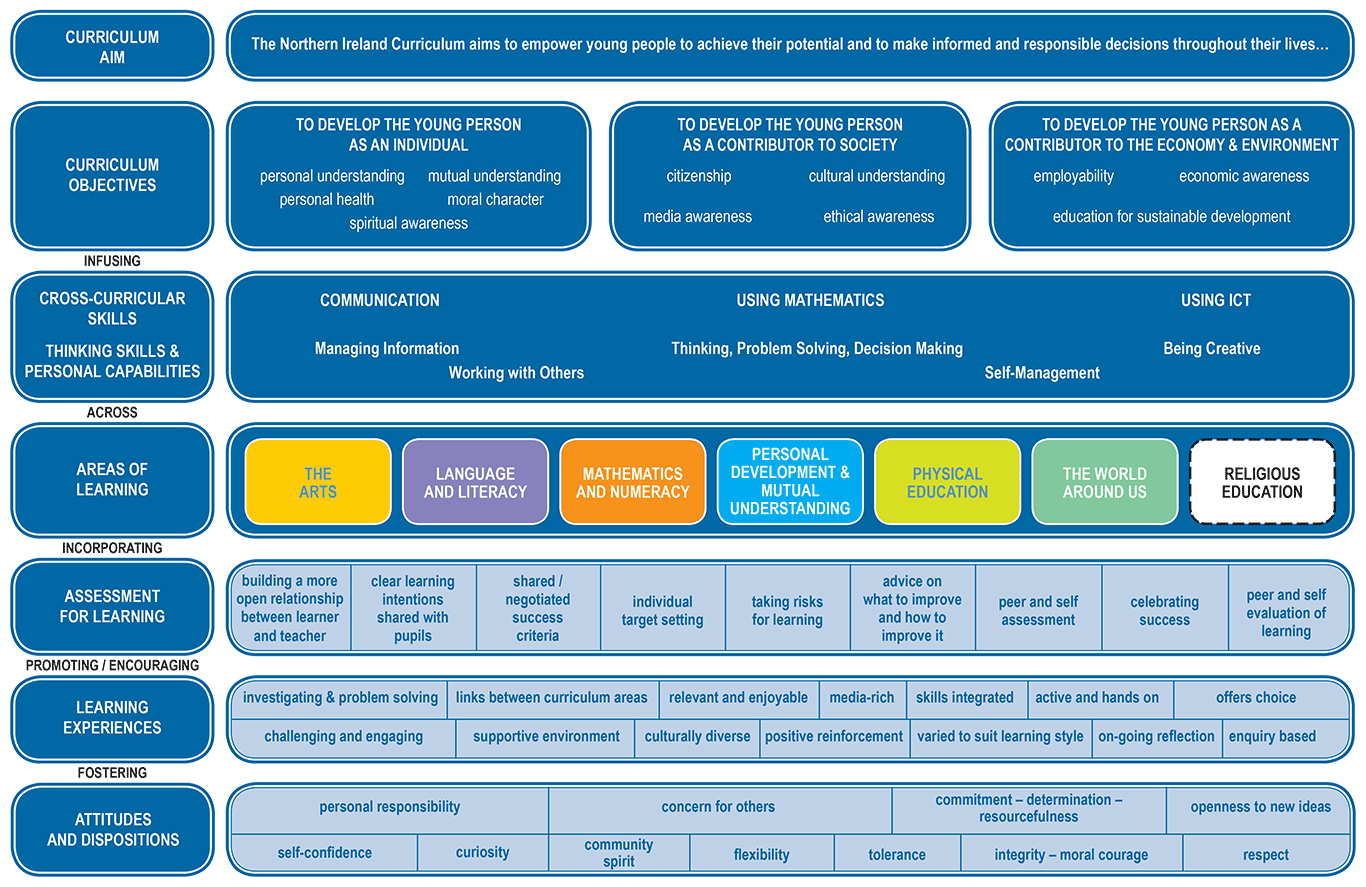 CURRICULUM
AIM
The Northern Ireland Curriculum aims to empower young people to achieve their potential and to make informed and responsible decisions throughout their lives…
CURRICULUM
OBJECTIVES
TO DEVELOP THE YOUNG PERSON
AS AN INDIVIDUAL
personal understanding mutual understanding
personal health moral character
spiritual awareness
TO DEVELOP THE YOUNG PERSON
AS A CONTRIBUTOR TO SOCIETY
citizenship cultural understanding
media awareness ethical awareness
TO DEVELOP THE YOUNG PERSON AS A
CONTRIBUTOR TO THE ECONOMY & ENVIRONMENT
employability economic awareness
education for sustainable development
INFUSING
CROSS-CURRICULAR
SKILLS
THINKING SKILLS &
PERSONAL CAPABILITIES
COMMUNICATION USING MATHEMATICS USING ICT
Managing Information Thinking, Problem Solving, Decision Making Being Creative
Working with Others Self-Management
ACROSS
AREAS OF
LEARNING
THE
ARTS
LANGUAGE
AND LITERACY
MATHEMATICS
AND NUMERACY
PERSONAL
DEVELOPMENT &
MUTUAL
UNDERSTANDING
PHYSICAL
EDUCATION
THE WORLD
AROUND US
RELIGIOUS
EDUCATION
INCORPORATING
ASSESSMENT
FOR LEARNING
building a more
open relationship
between learner
and teacher
clear learning
intentions
shared with
pupils
shared /
negotiated
success
criteria
individual
target setting
taking risks
for learning
advice on
what to improve
and how to
improve it
peer and self
assessment
celebrating
success
peer and self
evaluation of
learning
PROMOTING / ENCOURAGING
LEARNING
EXPERIENCES
investigating & problem solving links between curriculum areas relevant and enjoyable media-rich skills integrated active and hands on offers choice
challenging and engaging supportive environment culturally diverse positive reinforcement varied to suit learning style on-going reflection enquiry based
FOSTERING
ATTITUDES
AND DISPOSITIONS
personal responsibility
concern for others
commitment – determination –
resourcefulness
openness to new ideas
self-confidence
curiosity
community
spirit
flexibility
tolerance
integrity – moral courage
respect